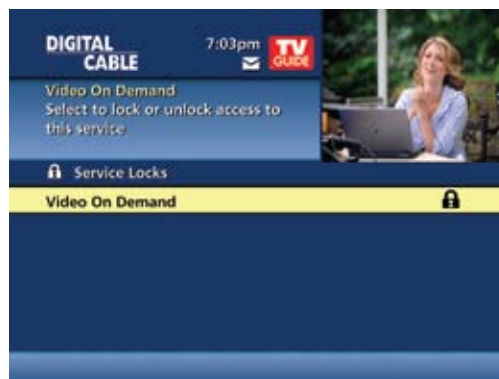 DIGITAL
CABLE
7:03pm
TV
GUIDE
Video On Demand
Select to lock or unlock access to
this service
Service Locks
Video On Demand